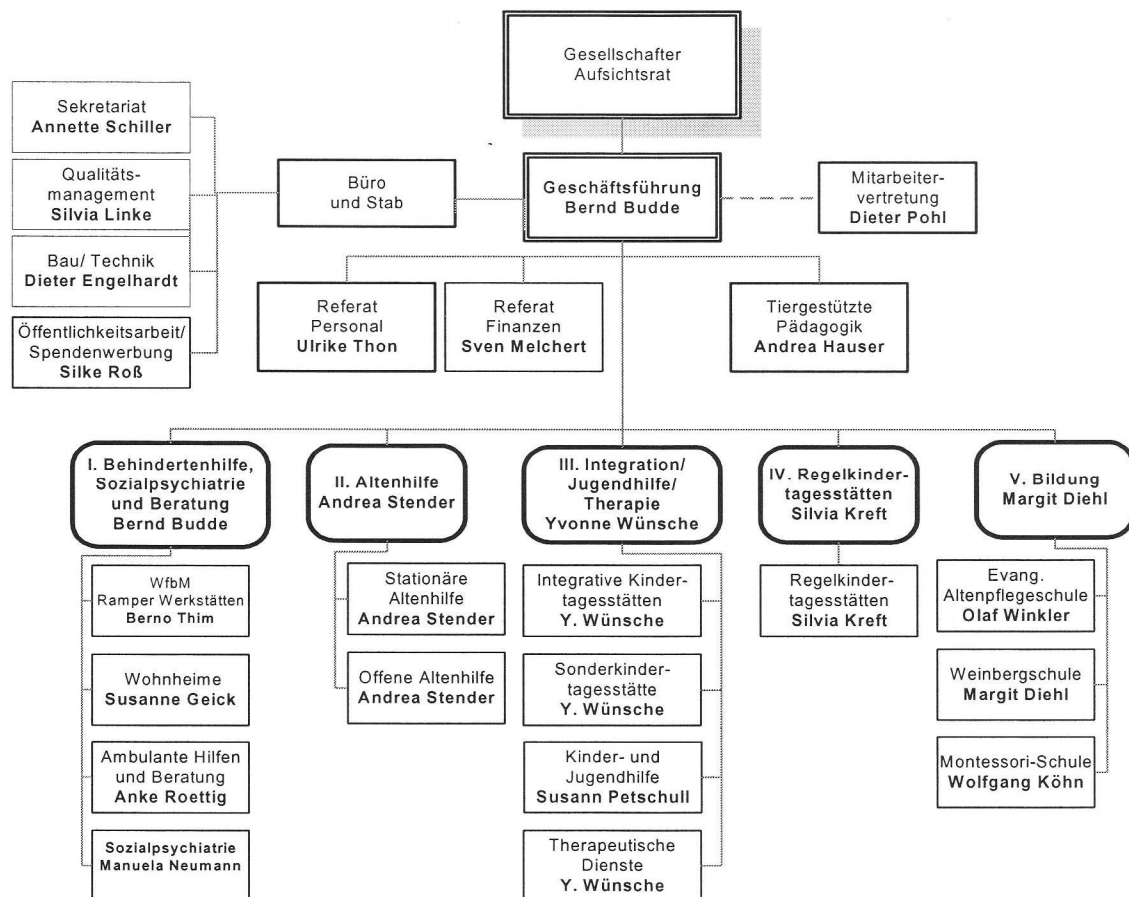 Gesellschafter
Aufsichtsrat
Sekretariat
Annette Schiller
Qualitäts-
management
Silvia Linke
Bau/ Technik
Dieter Engelhardt
Öffentlichkeitsarbeit/
Spendenwerbung
Silke Roß
Büro
und Stab
Geschäftsführung
Bernd Budde
Mitarbeiter-
vertretung
Dieter Pohl
Referat
Personal
Ulrike Thon
Referat
Finanzen
Sven Melchert
Tiergestützte
Pädagogik
Andrea Hauser
I. Behindertenhilfe,
Sozialpsychiatrie
und Beratung
Bernd Budde
II. Altenhilfe
Andrea Stender
III. Integration/
Jugendhilfe/
Therapie
Yvonne Wünsche
IV. Regelkinder-
tagesstätten
Silvia Kreft
V. Bildung
Margit Diehl
WfbM
Ramper Werkstätten
Berno Thim
Wohnheime
Susanne Geick
Ambulante Hilfen
und Beratung
Anke Roettig
Sozialpsychiatrie
Manuela Neumann
Stationäre
Altenhilfe
Andrea Stender
Offene Altenhilfe
Andrea Stender
Integrative Kinder-
tagesstätten
Y. Wünsche
Sonderkinder-
tagesstätte
Y. Wünsche
Kinder- und
Jugendhilfe
Susann Petschull
Therapeutische
Dienste
Y. Wünsche
Regelkinder-
tagesstätten
Silvia Kreft
Evang.
Altenpflegeschule
Olaf Winkler
Weinbergschule
Margit Diehl
Montessori-Schule
Wolfgang Köhn